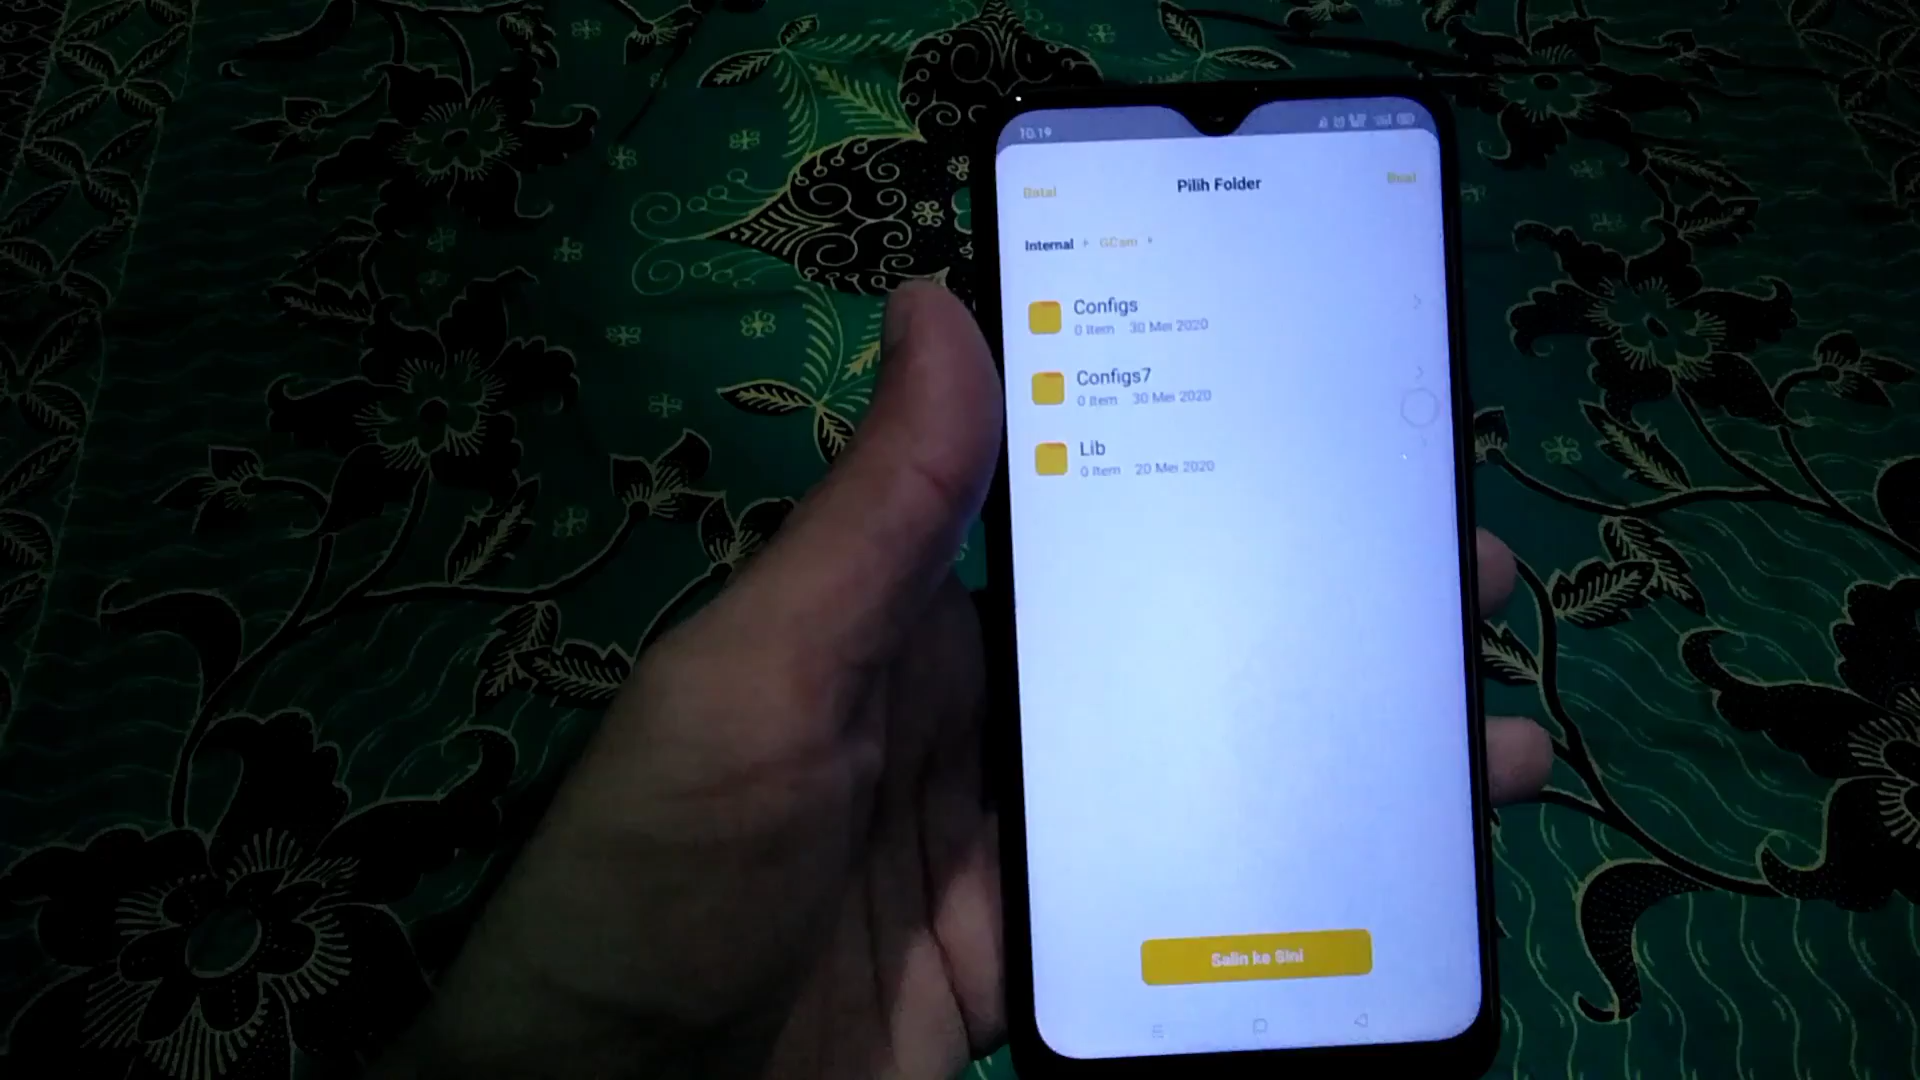 10.19
Batal
Pilih Folder
Buat
Internal
GCam
Configs
0 Item 30 Mei 2020
Configs7
0 Item 30 Mei 2020
Lib
0 Item 20 Mei 2020
Salin ke Sini